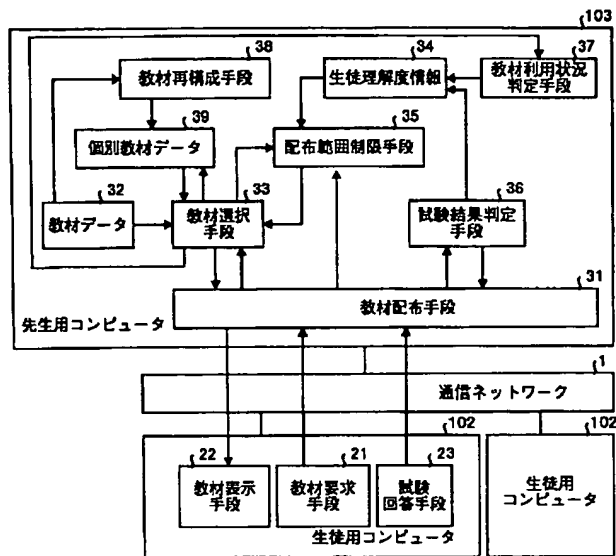 103
38
教材再構成手段
34
生徒理解度情報
37
教材利用状況
判定手段
39
個別教材データ
35
配布範囲制限手段
32
教材データ
33
教材選択
手段
36
試験結果判定
手段
31
教材配布手段
先生用コンピュータ
1
通信ネットワーク
102
22
教材表示
手段
21
教材要求
手段
23
試験
回答手段
生徒用コンピュータ
102
生徒用
コンピュータ